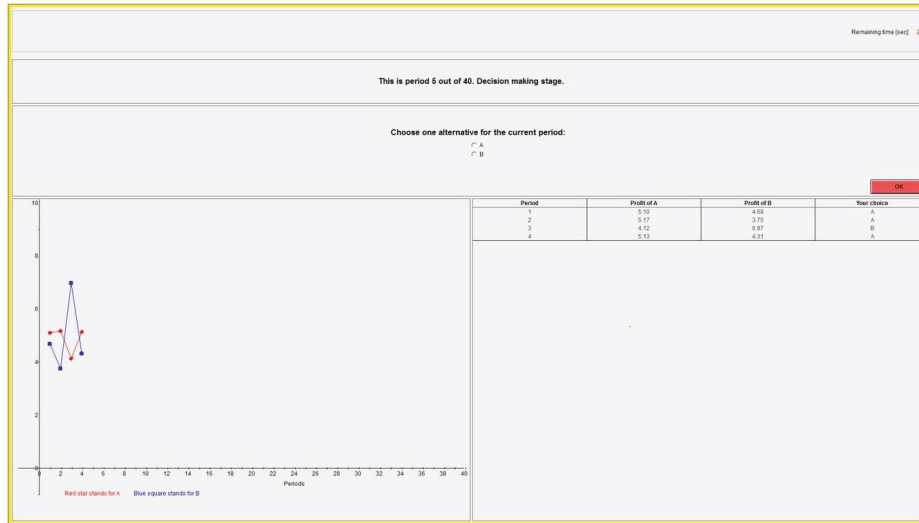 Remaining time [sec]: 2
This is period 5 out of 40. Decision making stage.
Choose one alternative for the current period:
A
B
OK
Period Profit of A Profit of B Your choice
1 5.10 4.68 A
2 5.17 3.75 A
3 4.12 6.97 B
4 5.13 4.31 A
10
8
6
4
2
0
0 2 4 6 8 10 12 14 16 18 20 22 24 26 28 30 32 34 36 38 40
Periods
Red star stands for A Blue square stands for B